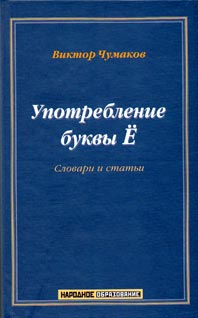 Виктор Чумаков
Употребление
буквы Ё
Словари и статьи
НАРОДНОЕ ОБРАЗОВАНИЕ